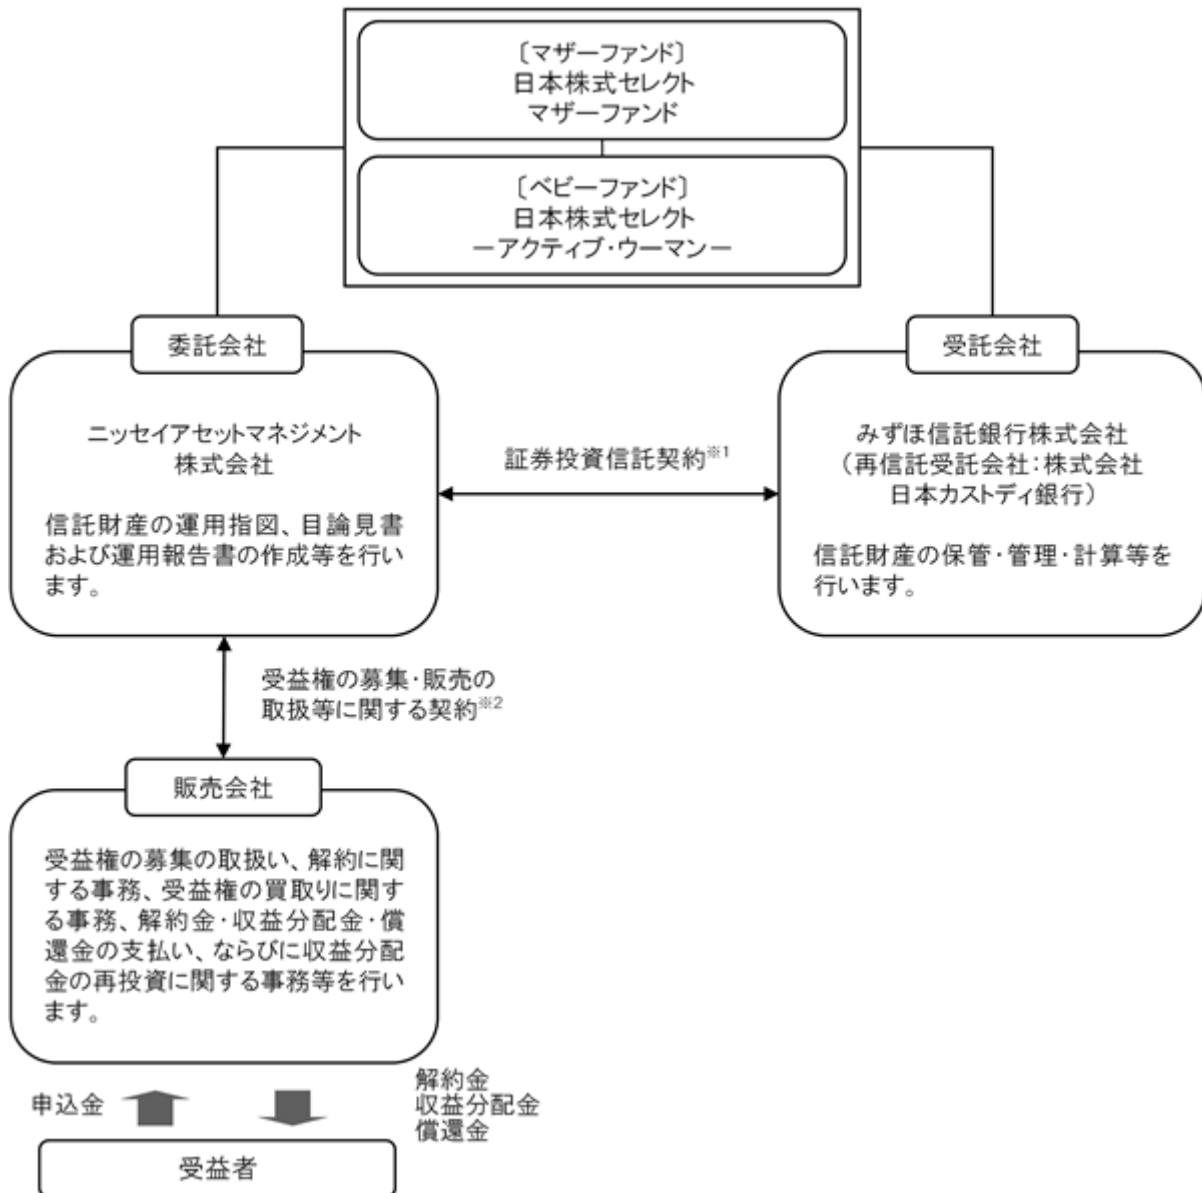 〔マザーファンド〕
日本株式セレクト
マザーファンド
〔ベビーファンド〕
日本株式セレクト
－アクティブ・ウーマン－
委託会社
ニッセイアセットマネジメント
株式会社
信託財産の運用指図、目論見書
および運用報告書の作成等を行い
ます。
証券投資信託契約※1
受託会社
みずほ信託銀行株式会社
（再信託受託会社：株式会社
日本カストディ銀行）
信託財産の保管・管理・計算等を
行います。
受益権の募集・販売の
取扱等に関する契約※2
販売会社
受益権の募集の取扱い、解約に関
する事務、受益権の買取りに関す
る事務、解約金・収益分配金・償
還金の支払い、ならびに収益分配
金の再投資に関する事務等を行い
ます。
申込金
解約金
収益分配金
償還金
受益者